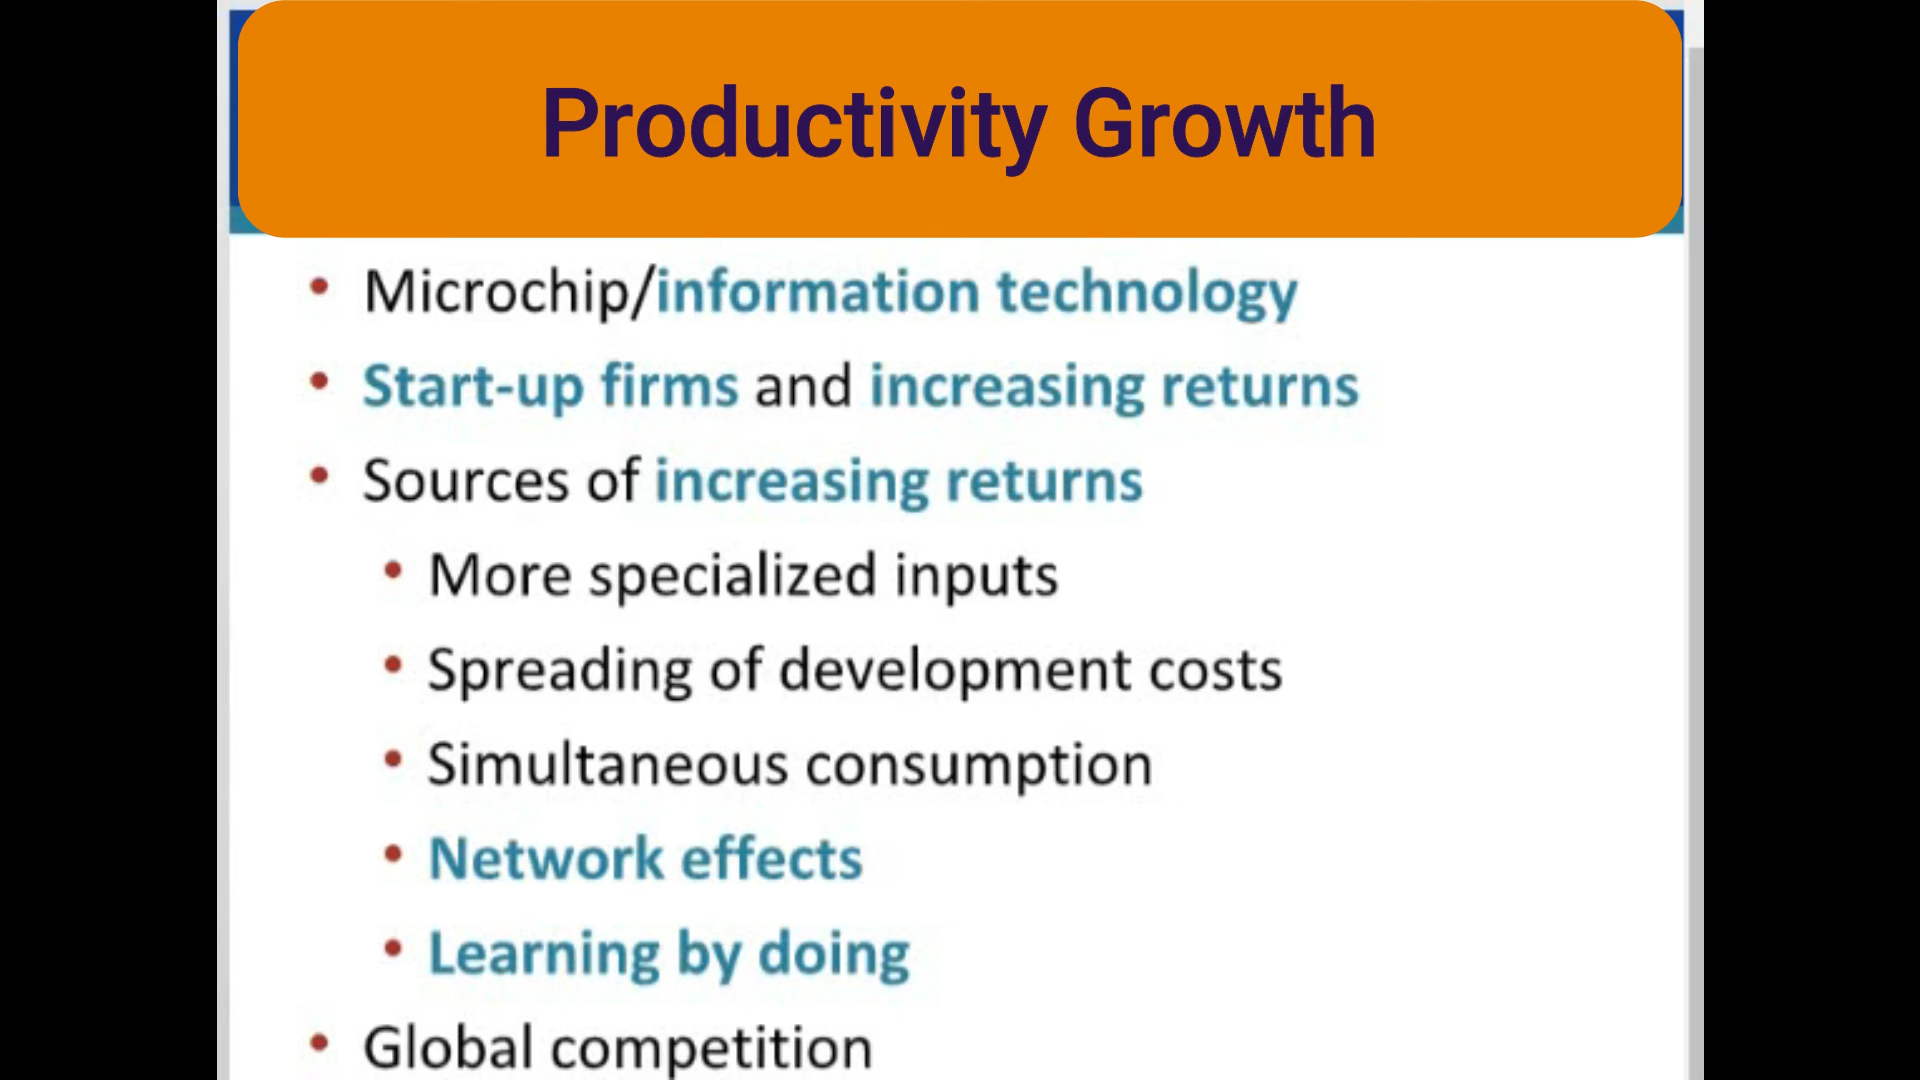 Productivity Growth
• Microchip/information technology
• Start-up firms and increasing returns
• Sources of increasing returns
• More specialized inputs
• Spreading of development costs
• Simultaneous consumption
• Network effects
• Learning by doing
• Global competition